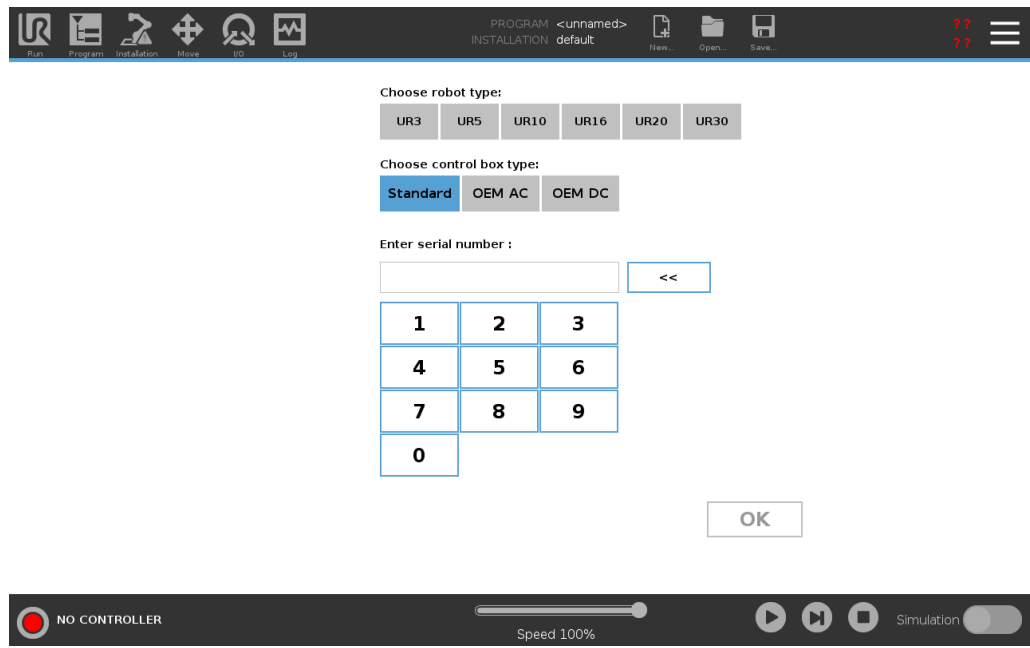 UR
PROGRAM <unnamed>
INSTALLATION default
Run Program Installation Move I/O Log
New... Open... Save...
? ?
? ?
Choose robot type:
UR3 UR5 UR10 UR16 UR20 UR30
Choose control box type:
Standard OEM AC OEM DC
Enter serial number :
<<
1 2 3
4 5 6
7 8 9
0
OK
NO CONTROLLER
Speed 100%
Simulation